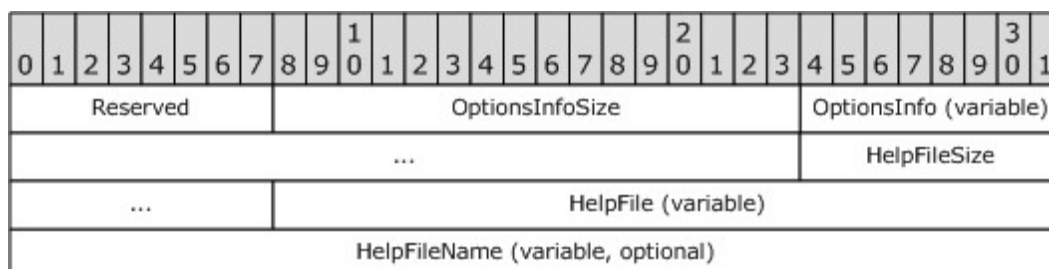 1 2 3
0 1 2 3 4 5 6 7 8 9 0 1 2 3 4 5 6 7 8 9 0 1 2 3 4 5 6 7 8 9 0 1
Reserved OptionsInfoSize OptionsInfo (variable)
... HelpFileSize
... HelpFile (variable)
HelpFileName (variable, optional)